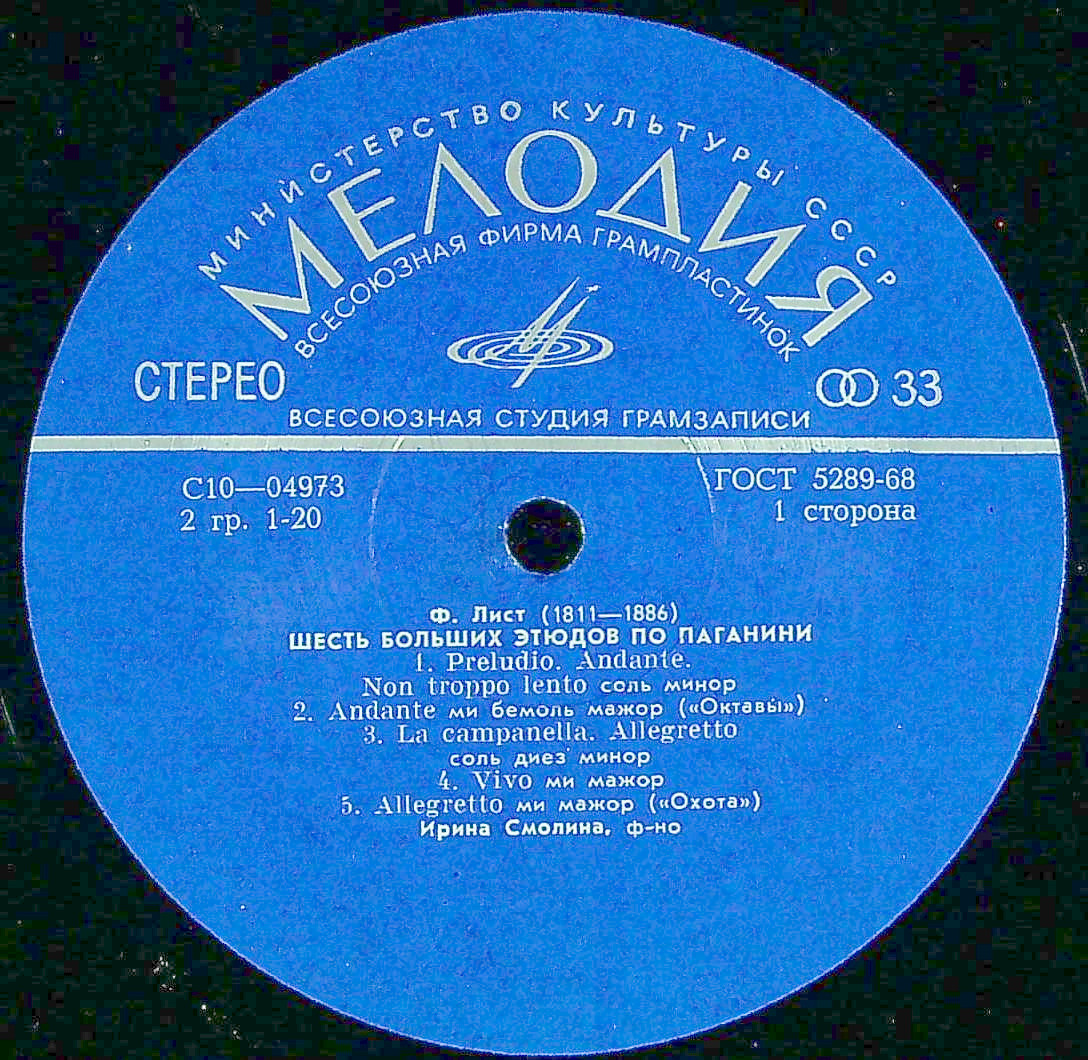 МИНИСТЕРСТВО КУЛЬТУРЫ СССР
МЕЛОДИЯ
ВСЕСОЮЗНАЯ ФИРМА ГРАМПЛАСТИНОК
СТЕРЕО
33
ВСЕСОЮЗНАЯ СТУДИЯ ГРАМЗАПИСИ
С10—04973
ГОСТ 5289-68
2 гр. 1-20
1 сторона
Ф. Лист (1811—1886)
ШЕСТЬ БОЛЬШИХ ЭТЮДОВ ПО ПАГАНИНИ
1. Preludio. Andante.
Non troppo lento соль минор
2. Andante ми бемоль мажор («Октавы»)
3. La campanella. Allegretto
соль диез минор
4. Vivo ми мажор
5. Allegretto ми мажор («Охота»)
Ирина Смолина, ф-но